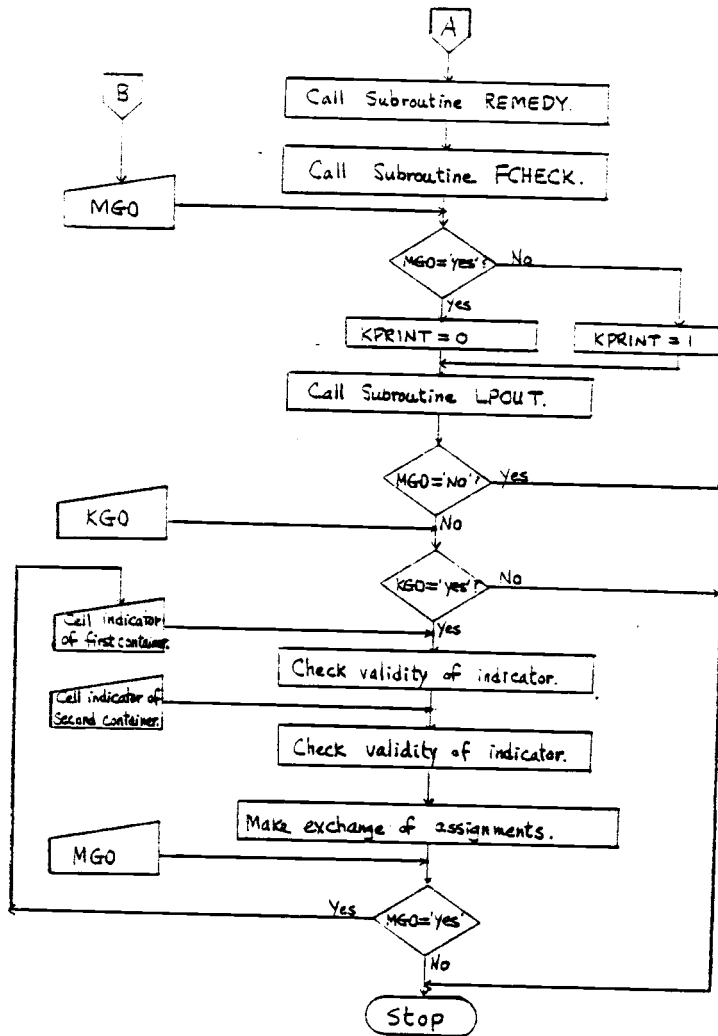 A
B
Call Subroutine REMEDY.
Call Subroutine FCHECK.
MGO
MGO='yes'?
No
yes
KPRINT = 0
KPRINT = 1
Call Subroutine LPOUT.
MGO='No'?
Yes
KGO
No
KGO='yes'?
No
Yes
Cell indicator
of first container.
Check validity of indicator.
Cell indicator of
Second container.
Check validity of indicator.
Make exchange of assignments.
MGO
Yes
MGO='Yes'
No
Stop